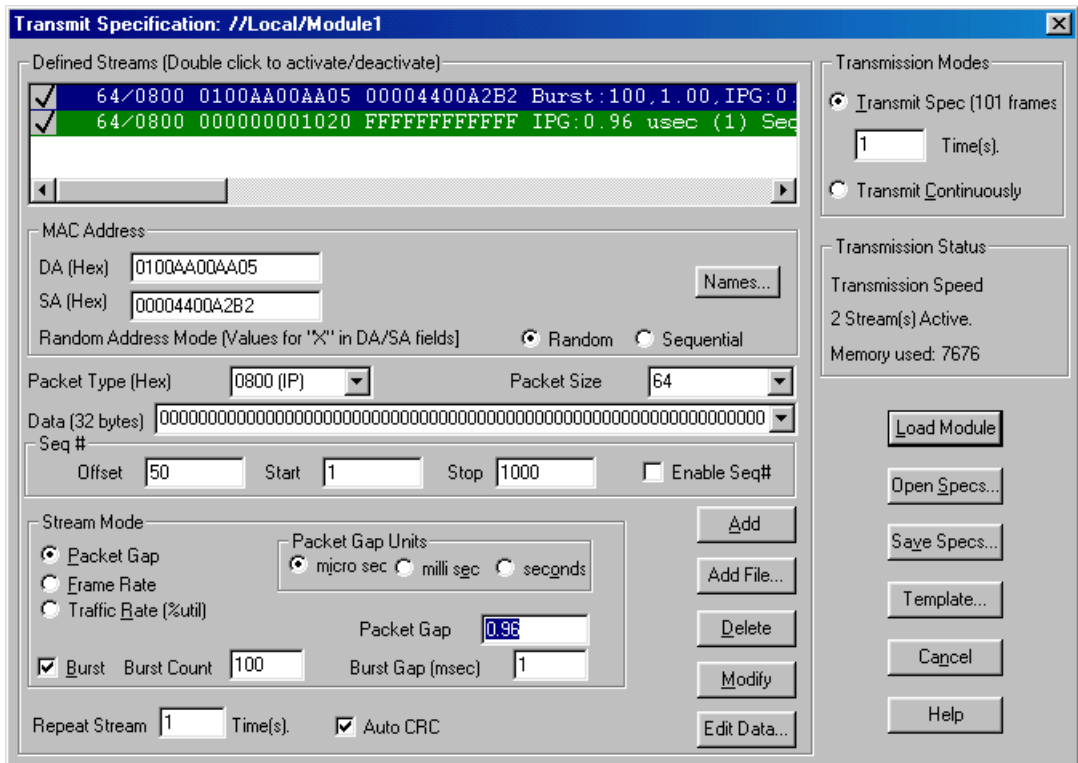 Transmit Specification: //Local/Module1
Defined Streams (Double click to activate/deactivate)
64/0800 0100AA00AA05 00004400A2B2 Burst:100,1.00,IPG:0.
64/0800 000000001020 FFFFFFFFFFFF IPG:0.96 usec (1) Seq
MAC Address
DA (Hex) 0100AA00AA05
SA (Hex) 00004400A2B2
Names...
Random Address Mode [Values for "X" in DA/SA fields] Random Sequential
Packet Type (Hex) 0800 (IP) Packet Size 64
Data (32 bytes) 0000000000000000000000000000000000000000000000000000000000000000
Seq #
Offset 50 Start 1 Stop 1000 Enable Seq#
Stream Mode
Packet Gap
Frame Rate
Traffic Rate (%util)
Packet Gap Units
micro sec milli sec seconds
Packet Gap 0.96
Burst Burst Count 100 Burst Gap (msec) 1
Repeat Stream 1 Time(s). Auto CRC
Add
Add File...
Delete
Modify
Edit Data...
Transmission Modes
Transmit Spec (101 frames
1 Time(s).
Transmit Continuously
Transmission Status
Transmission Speed
2 Stream(s) Active.
Memory used: 7676
Load Module
Open Specs...
Save Specs...
Template...
Cancel
Help